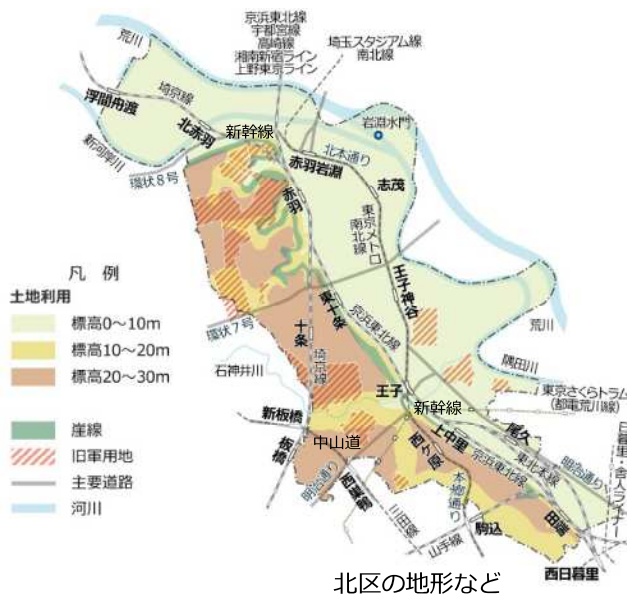 京浜東北線
宇都宮線
高崎線
湘南新宿ライン
上野東京ライン
埼玉スタジアム線
南北線
荒川
埼京線
浮間舟渡
北赤羽
新幹線
岩淵水門
北本通り
新河岸川
赤羽岩淵
環状8号
志茂
赤羽
東京メトロ
南北線
王子神谷
凡 例
土地利用
標高0〜10m
標高10〜20m
標高20〜30m
崖線
旧軍用地
主要道路
河川
東十条
京浜東北線
環状7号
十条
埼京線
荒川
石神井川
隅田川
王子
東京さくらトラム
(都電荒川線)
新幹線
新板橋
板橋
中山道
上中里
尾久
西ヶ原
京浜東北線
東北本線
明治通り
日暮里・舎人ライナー
明治通り
西巣鴨
三田線
本郷通り
山手線
駒込
田端
西日暮里
北区の地形など